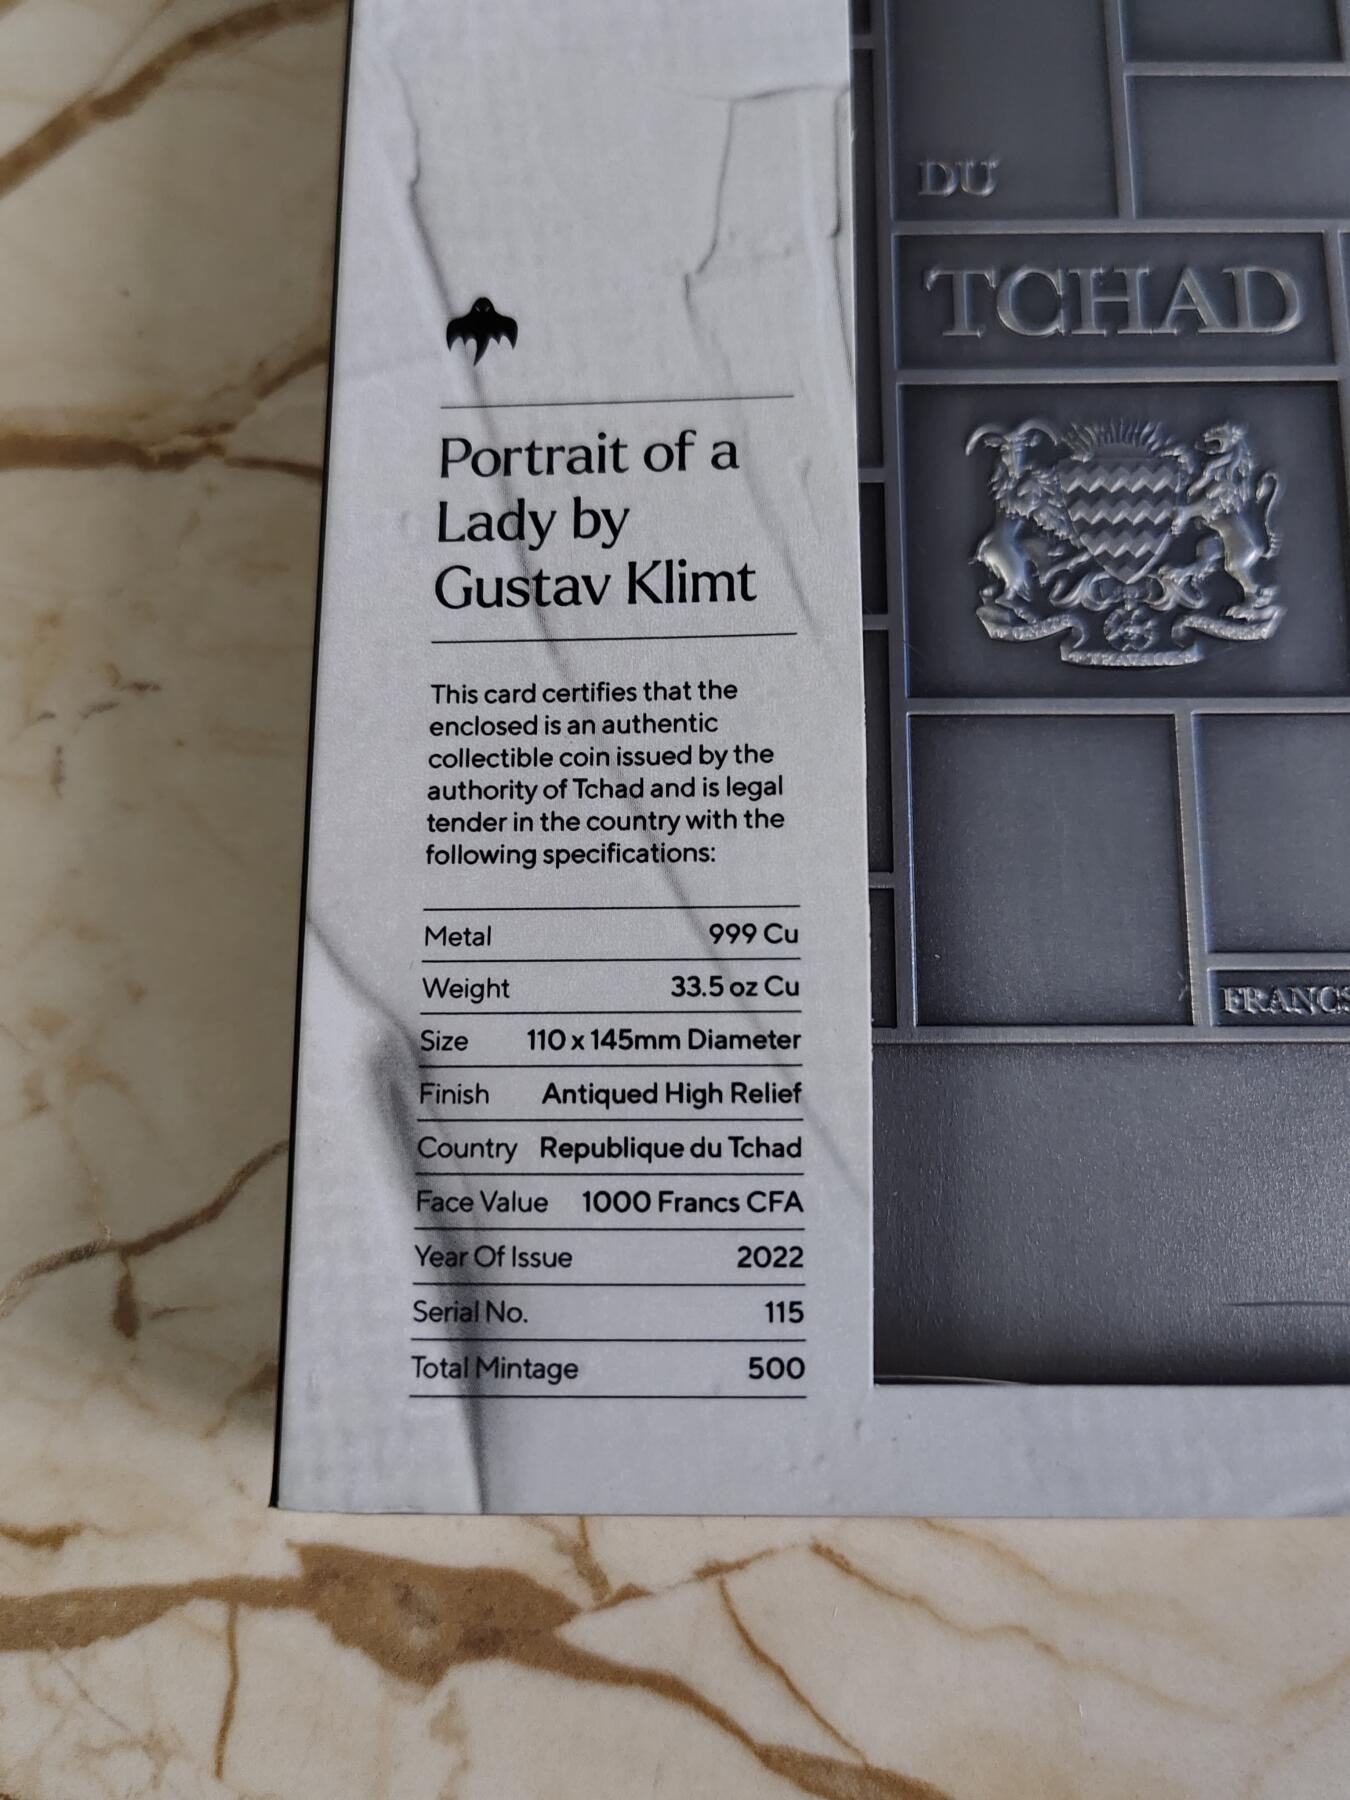 Portrait of a
Lady by
Gustav Klimt
This card certifies that the
enclosed is an authentic
collectible coin issued by the
authority of Tchad and is legal
tender in the country with the
following specifications:
Metal 999 Cu
Weight 33.5 oz Cu
Size 110 x 145mm Diameter
Finish Antiqued High Relief
Country Republique du Tchad
Face Value 1000 Francs CFA
Year Of Issue 2022
Serial No. 115
Total Mintage 500
DU
TCHAD
FRANCS